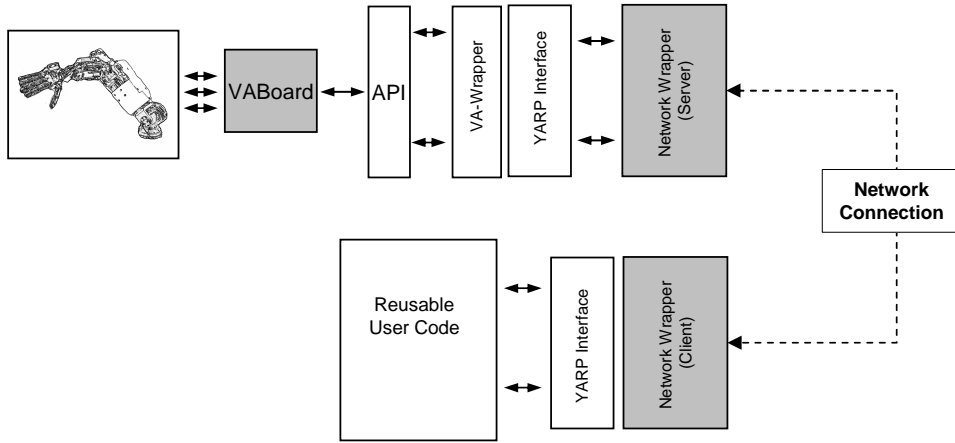 VABoard
API
VA-Wrapper
YARP Interface
Network Wrapper
(Server)
Network
Connection
Reusable
User Code
YARP Interface
Network Wrapper
(Client)